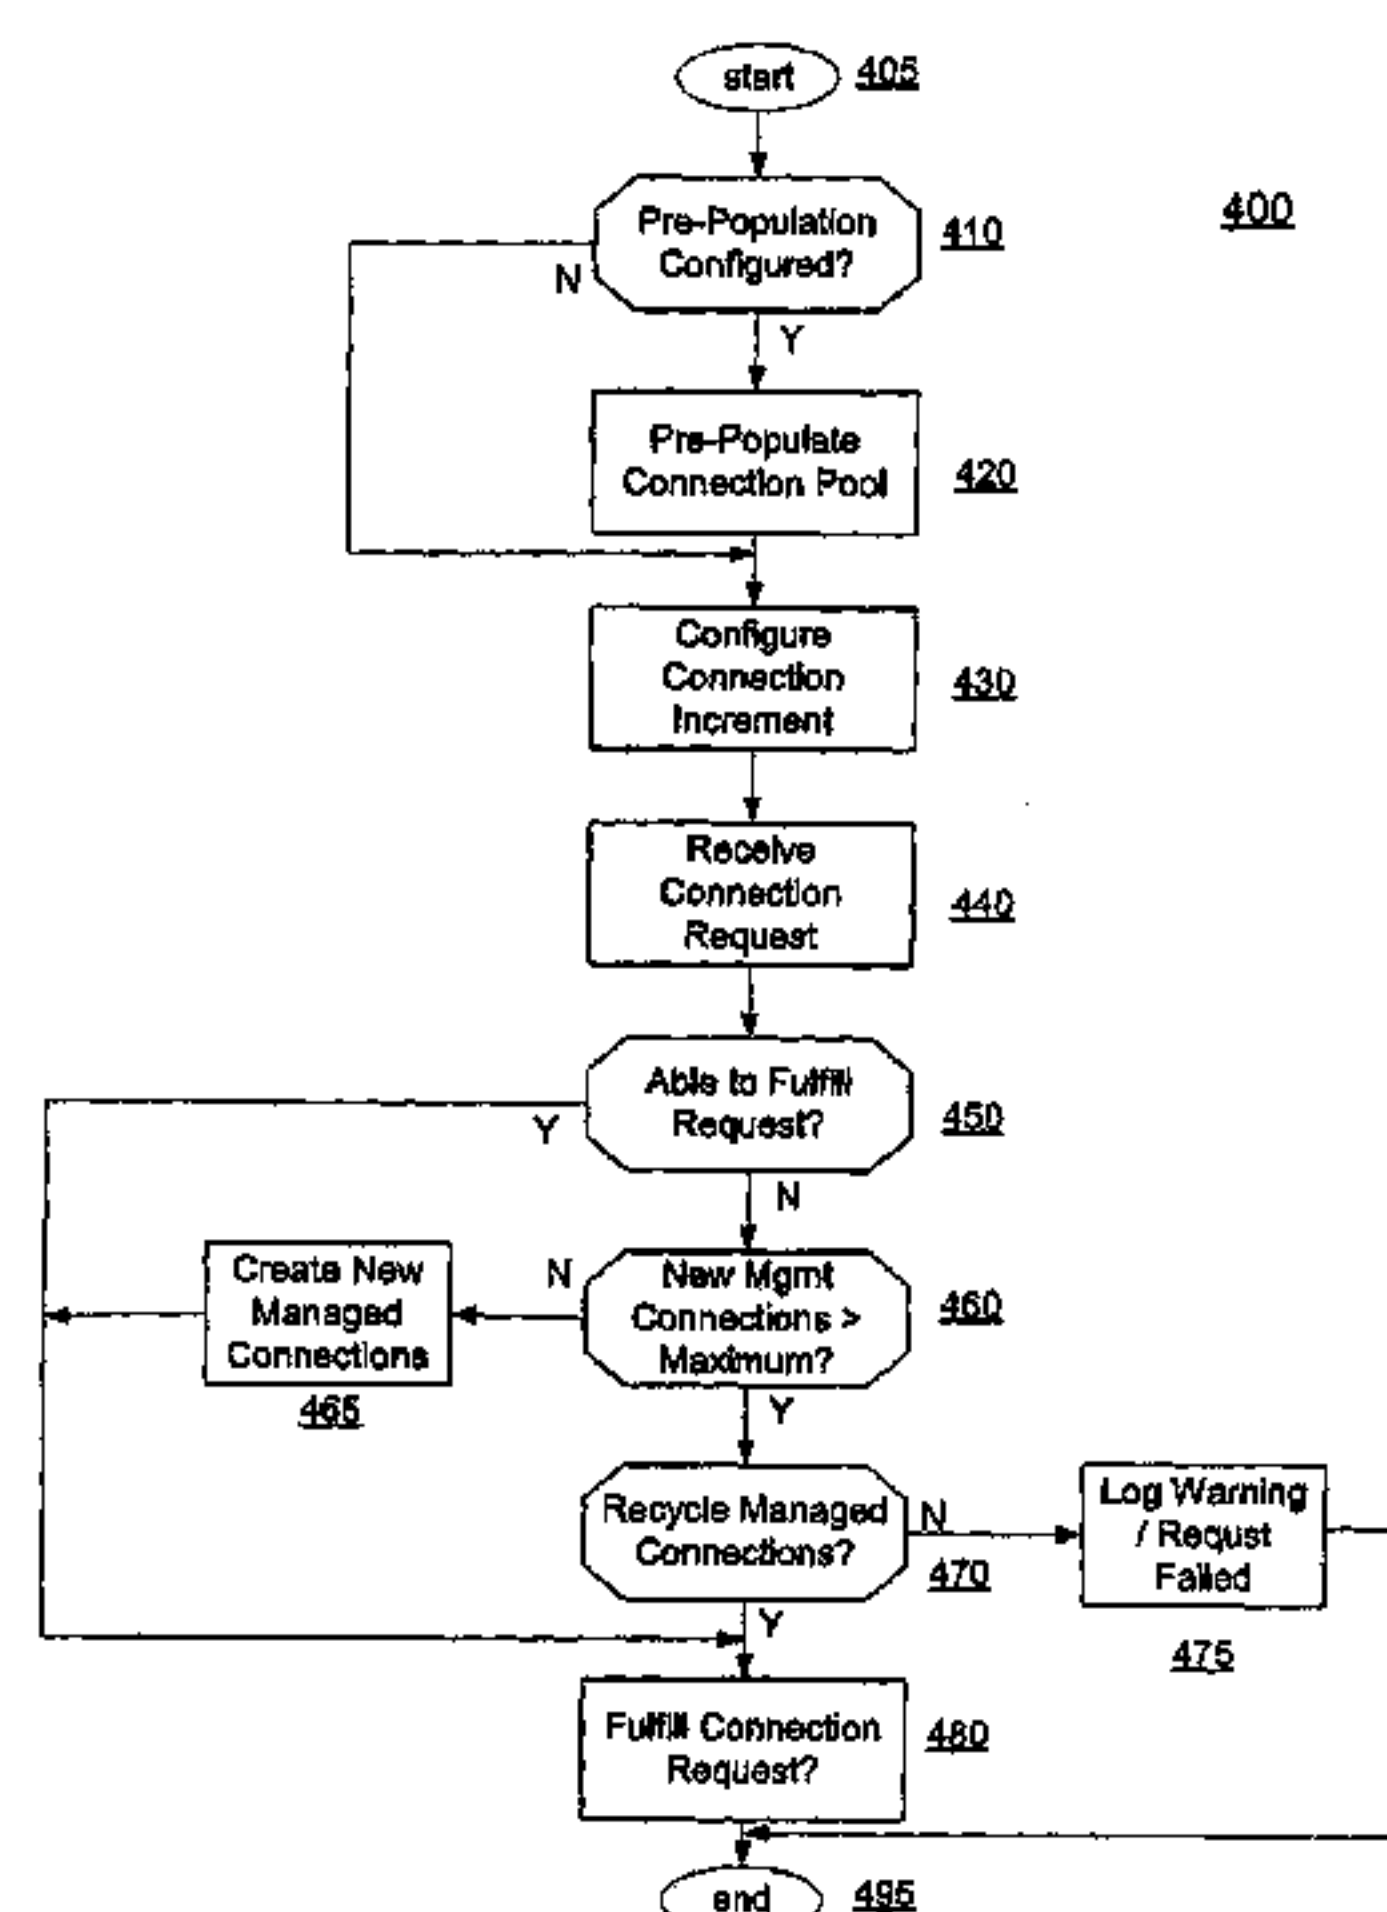 start
405
400
Pre-Population
Configured?
410
N
Y
Pre-Populate
Connection Pool
420
Configure
Connection
Increment
430
Receive
Connection
Request
440
Able to Fulfill
Request?
450
Y
N
Create New
Managed
Connections
465
N
New Mgmt
Connections >
Maximum?
460
Y
Recycle Managed
Connections?
N
470
Log Warning
/ Requst
Failed
475
Y
Fulfill Connection
Request?
480
end
495